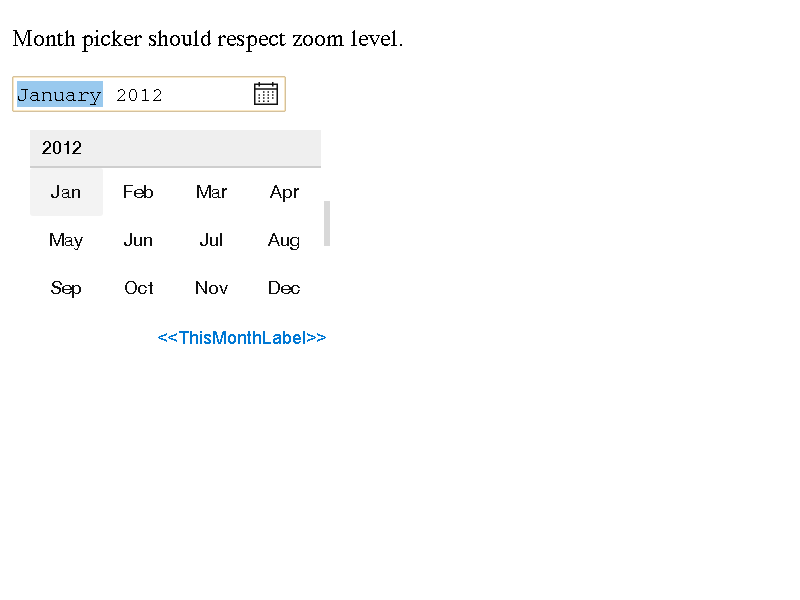 Month picker should respect zoom level.
January 2012
2012
Jan Feb Mar Apr
May Jun Jul Aug
Sep Oct Nov Dec
<<ThisMonthLabel>>